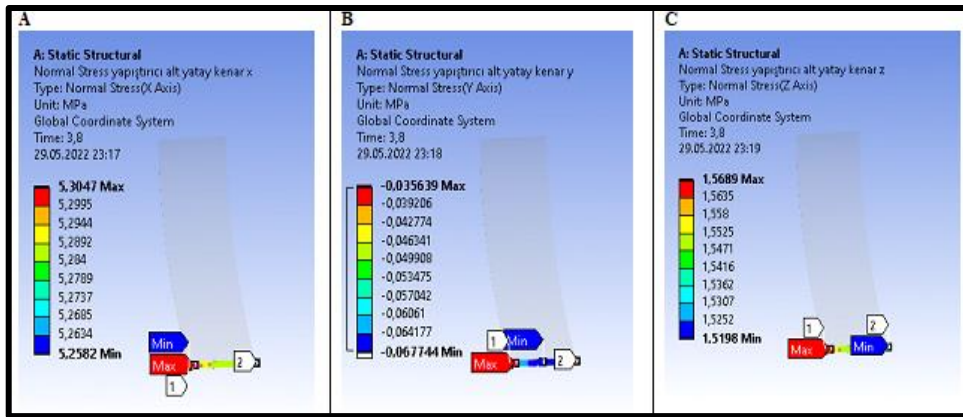 A
A: Static Structural
Normal Stress yapıştırıcı alt yatay kenar x
Type: Normal Stress(X Axis)
Unit: MPa
Global Coordinate System
Time: 3,8
29.05.2022 23:17
5,3047 Max
5,2995
5,2944
5,2892
5,284
5,2789
5,2737
5,2685
5,2634
5,2582 Min
Min
Max
2
1
B
A: Static Structural
Normal Stress yapıştırıcı alt yatay kenar y
Type: Normal Stress(Y Axis)
Unit: MPa
Global Coordinate System
Time: 3,8
29.05.2022 23:18
-0,035639 Max
-0,039206
-0,042774
-0,046341
-0,049908
-0,053475
-0,057042
-0,06061
-0,064177
-0,067744 Min
1
Min
Max
2
C
A: Static Structural
Normal Stress yapıştırıcı alt yatay kenar z
Type: Normal Stress(Z Axis)
Unit: MPa
Global Coordinate System
Time: 3,8
29.05.2022 23:19
1,5689 Max
1,5635
1,558
1,5525
1,5471
1,5416
1,5362
1,5307
1,5252
1,5198 Min
1
2
Max
Min